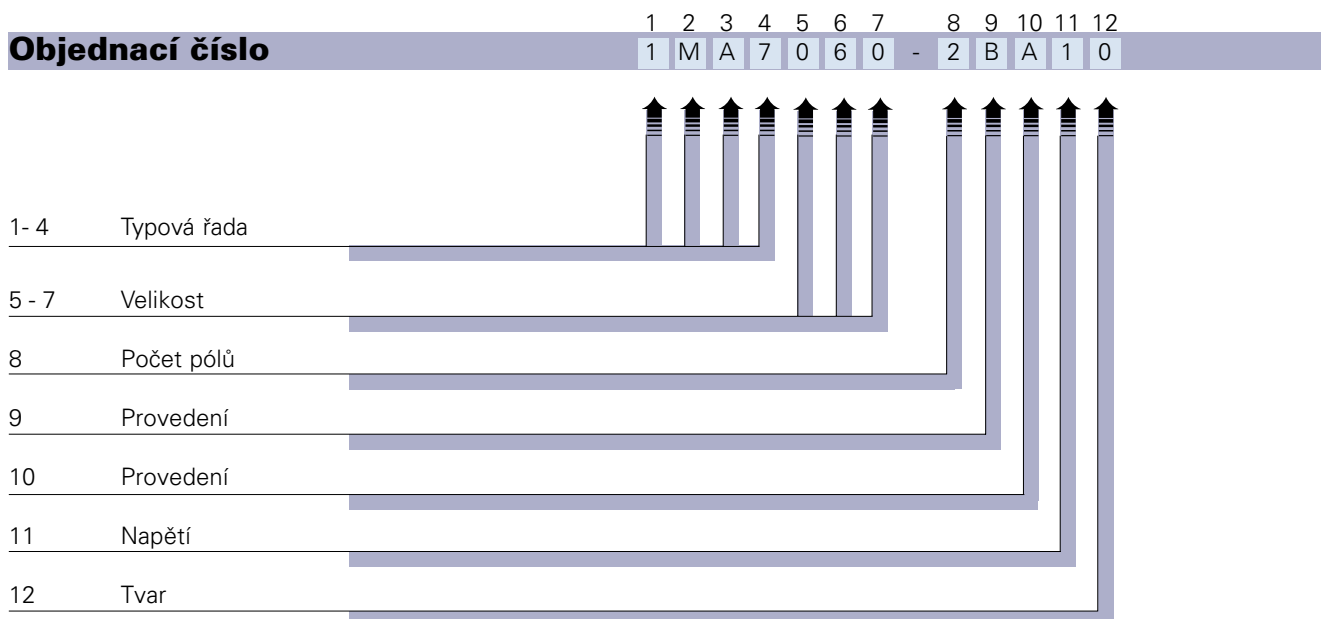 1 2 3 4 5 6 7 8 9 10 11 12
Objednací číslo 1 M A 7 0 6 0 - 2 B A 1 0
1- 4 Typová řada
5 - 7 Velikost
8 Počet pólů
9 Provedení
10 Provedení
11 Napětí
12 Tvar